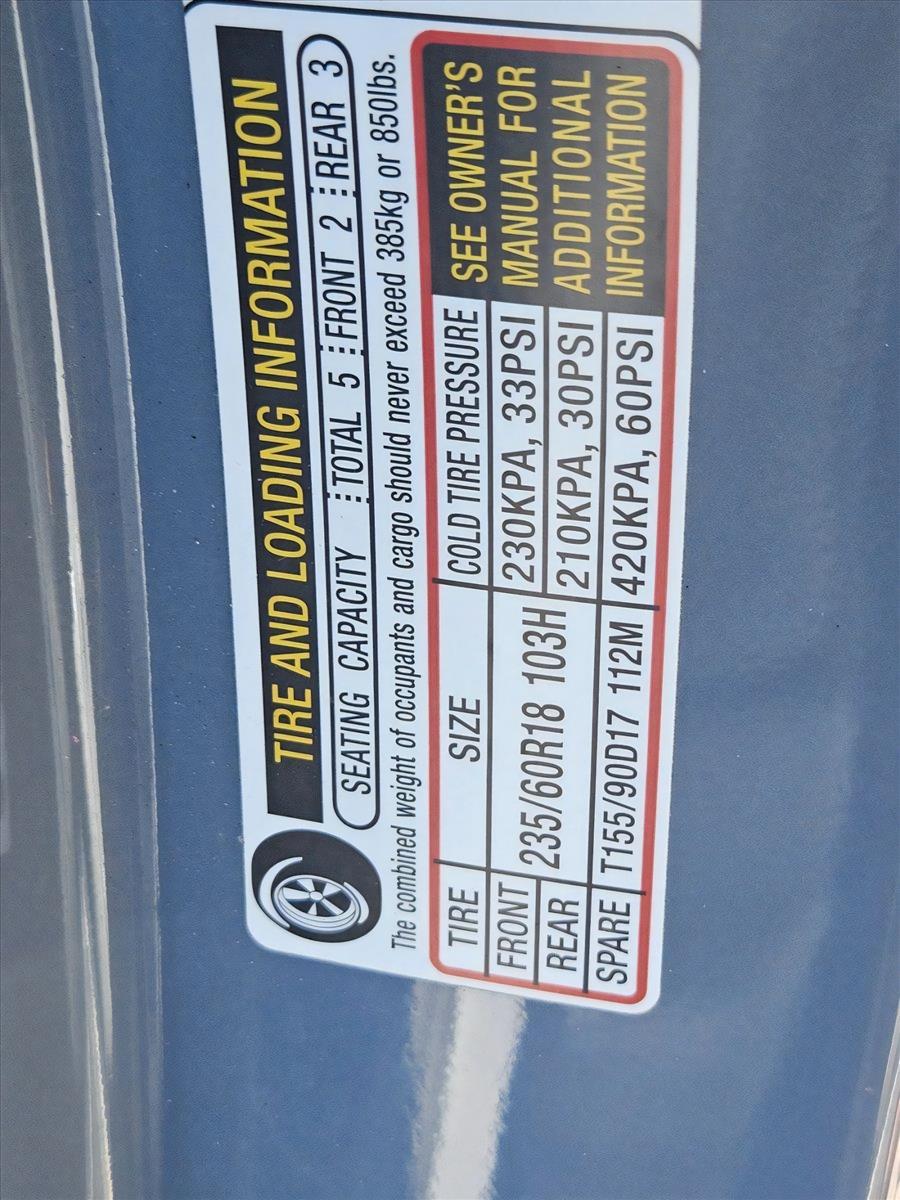 TIRE AND LOADING INFORMATION
SEATING CAPACITY TOTAL 5 FRONT 2 REAR 3
The combined weight of occupants and cargo should never exceed 385kg or 850lbs.
TIRE SIZE COLD TIRE PRESSURE
FRONT 235/60R18 103H 230KPA, 33PSI
REAR 210KPA, 30PSI
SPARE T155/90D17 112M 420KPA, 60PSI
SEE OWNER'S
MANUAL FOR
ADDITIONAL
INFORMATION